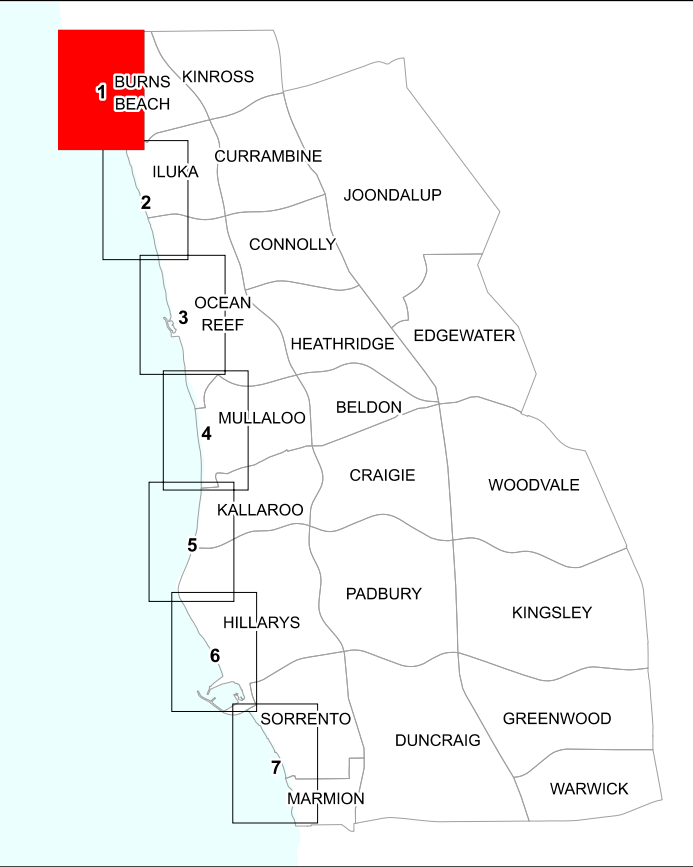 1
BURNS
BEACH
KINROSS
CURRAMBINE
ILUKA
2
JOONDALUP
CONNOLLY
OCEAN
REEF
3
HEATHRIDGE
EDGEWATER
BELDON
MULLALOO
4
CRAIGIE
WOODVALE
KALLAROO
5
PADBURY
KINGSLEY
HILLARYS
6
SORRENTO
GREENWOOD
DUNCRAIG
7
WARWICK
MARMION